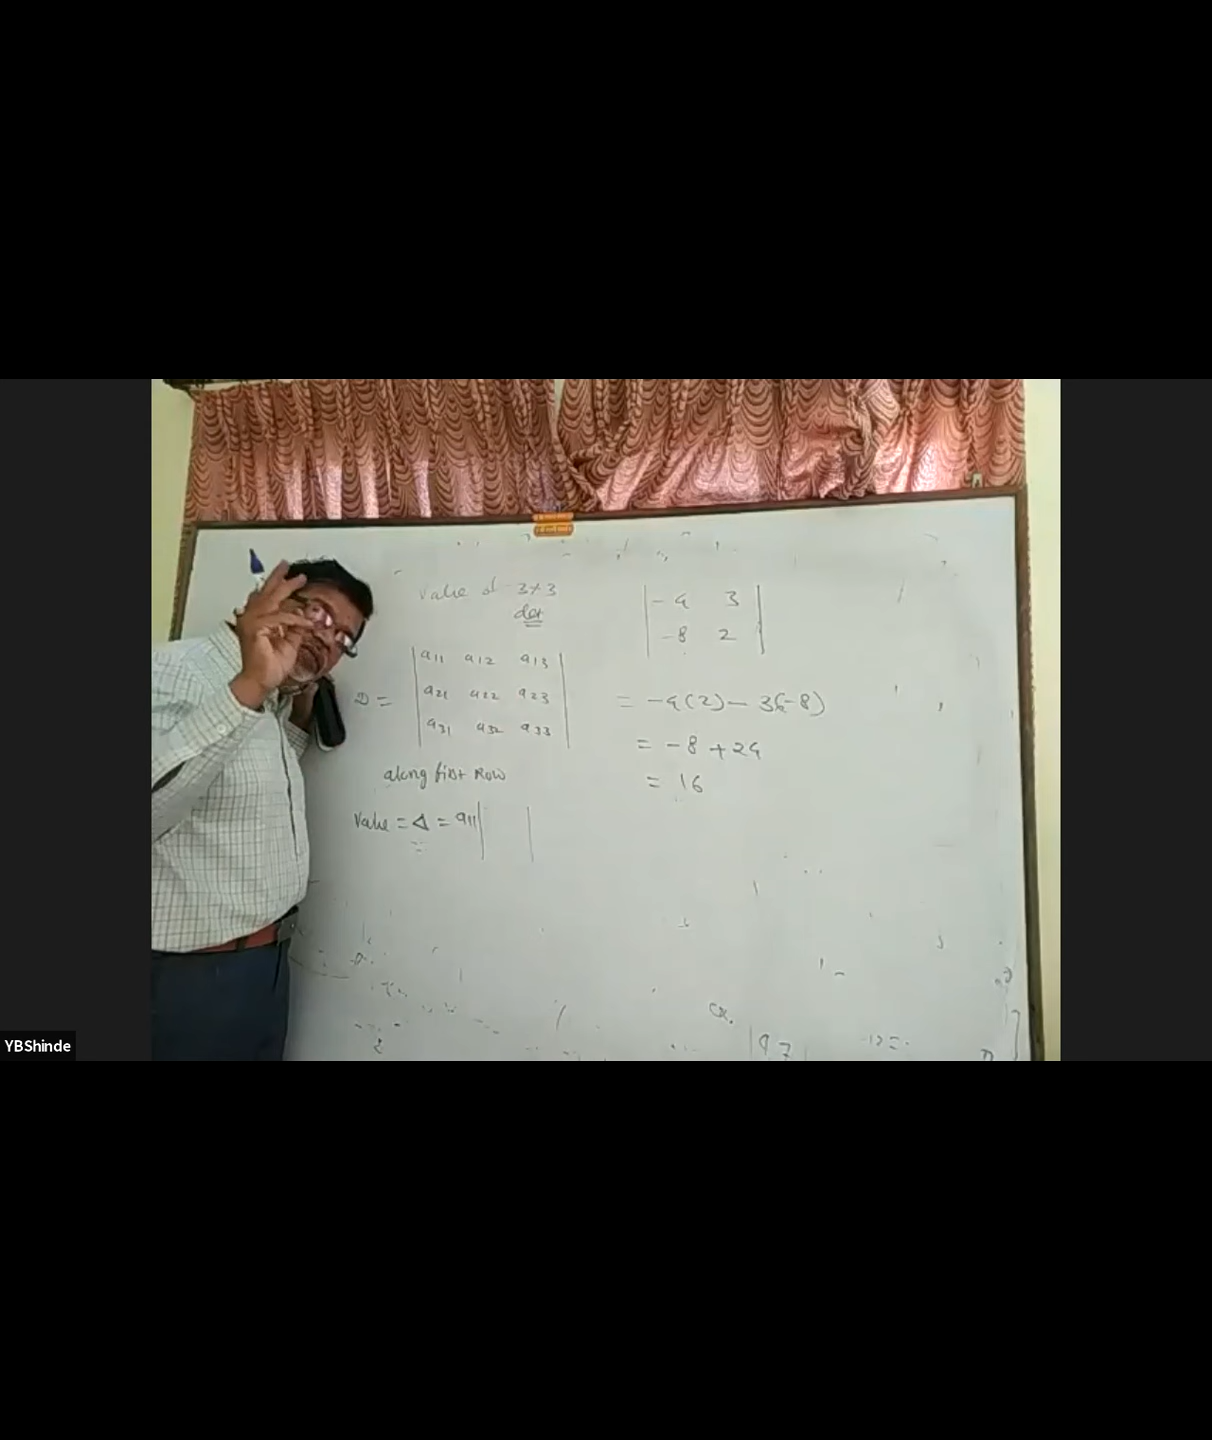 Value of 3×3
det
D = | a11 a12 a13 |
| a21 a22 a23 |
| a31 a32 a33 |
along first Row
Value = Δ = a11 | |
| -4 3 |
| -8 2 |
= -4(2) - 3(-8)
= -8 + 24
= 16
YBShinde